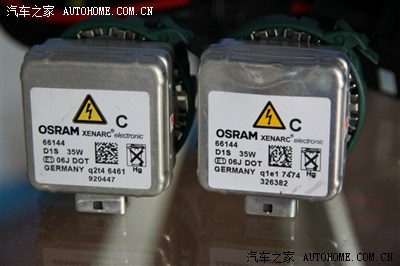 汽车之家 AUTOHOME.COM.CN
C
OSRAM XENARC® electronic
66144
D1S 35W
06J DOT
GERMANY q2t4 6461
920447
Hg
C
OSRAM XENARC® electronic
66144
D1S 35W
06J DOT
GERMANY q1e1 7474
326382
Hg
汽车之家 AUTOHOME.COM.CN